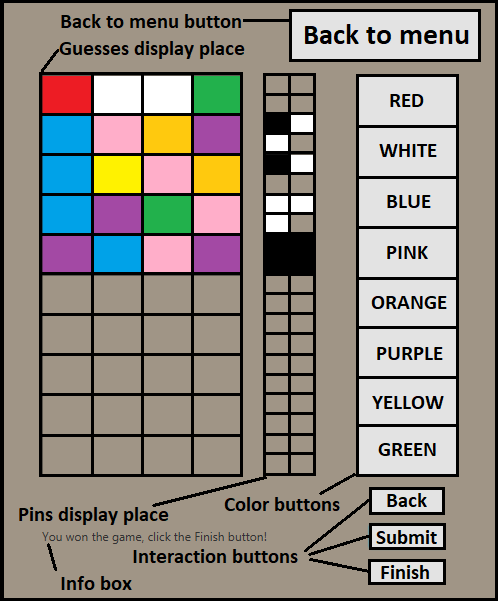 Back to menu button
Back to menu
Guesses display place
RED
WHITE
BLUE
PINK
ORANGE
PURPLE
YELLOW
GREEN
Color buttons
Pins display place
Back
You won the game, click the Finish button!
Submit
Interaction buttons
Finish
Info box